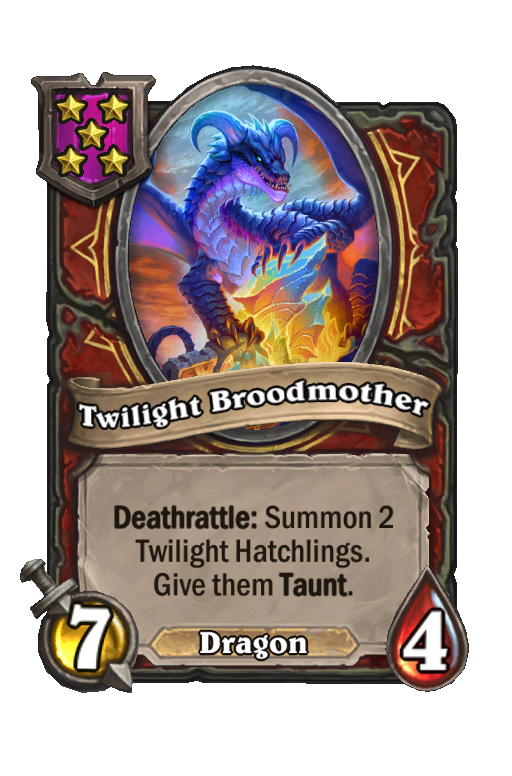 Twilight Broodmother
Deathrattle: Summon 2
Twilight Hatchlings.
Give them Taunt.
7
Dragon
4